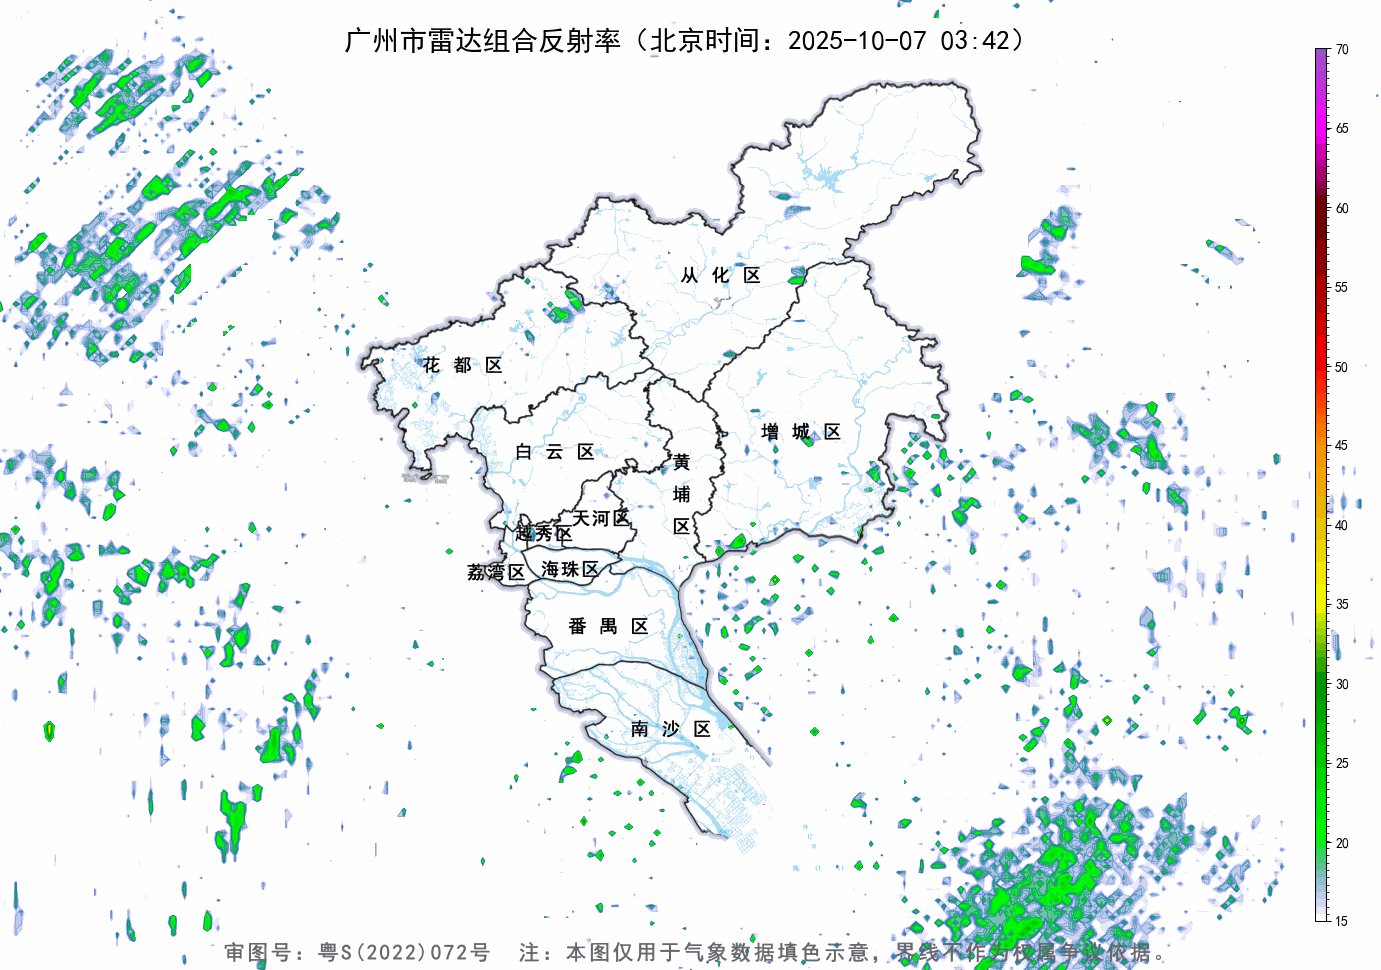 广州市雷达组合反射率（北京时间：2025-10-07 03:42）
70
65
60
55
50
45
40
35
30
25
20
15
从化区
花都区
增城区
白云区
黄埔区
天河区
越秀区
荔湾区
海珠区
番禺区
南沙区
审图号：粤S(2022)072号 注：本图仅用于气象数据填色示意，界线不作为权属争议依据。